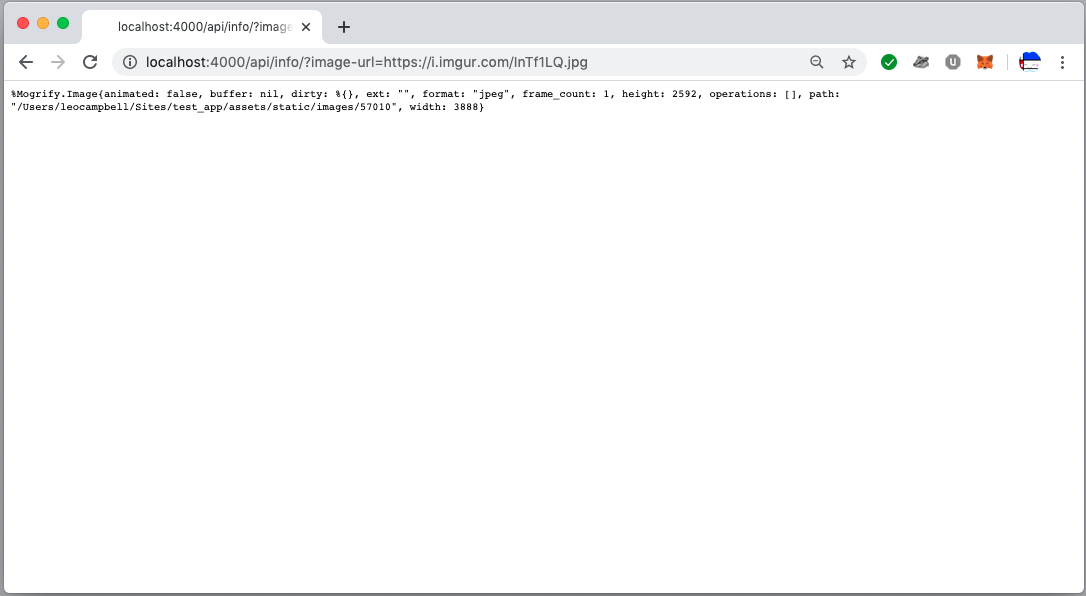 localhost:4000/api/info/?image
localhost:4000/api/info/?image-url=https://i.imgur.com/lnTf1LQ.jpg
%Mogrify.Image{animated: false, buffer: nil, dirty: %{}, ext: "", format: "jpeg", frame_count: 1, height: 2592, operations: [], path:
"/Users/leocampbell/Sites/test_app/assets/static/images/57010", width: 3888}